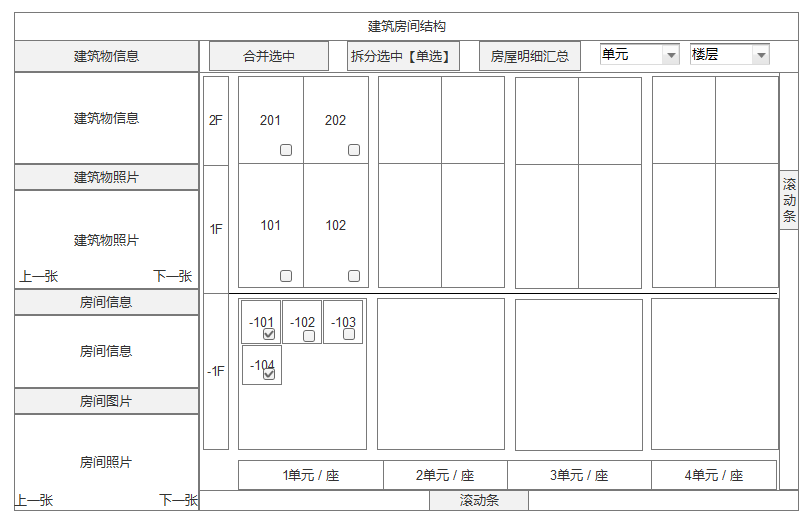 建筑房间结构
建筑物信息
合并选中
拆分选中【单选】
房屋明细汇总
单元
楼层
建筑物信息
建筑物照片
建筑物照片
上一张
下一张
房间信息
房间信息
房间图片
房间照片
上一张
下一张
2F
201
202
1F
101
102
-1F
-101
-102
-103
-104
1单元 / 座
2单元 / 座
3单元 / 座
4单元 / 座
滚动条
滚动条